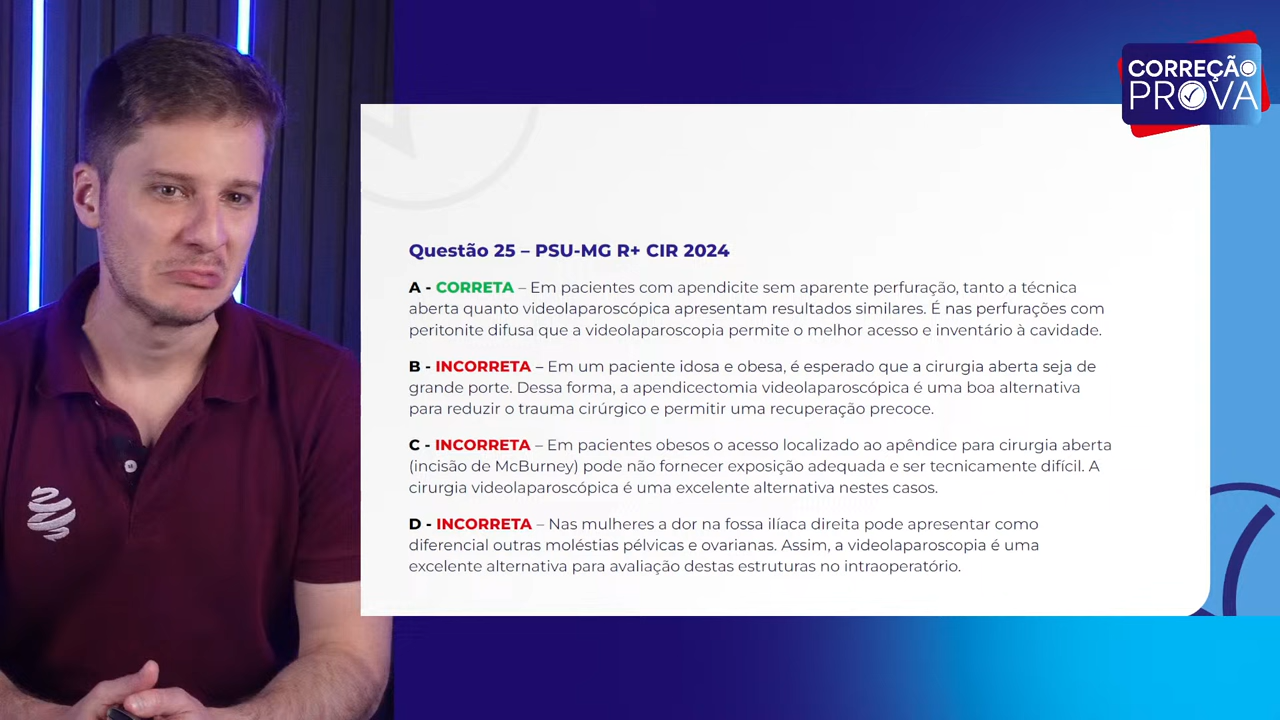 CORREÇÃO
PROVA
Questão 25 – PSU-MG R+ CIR 2024
A - CORRETA – Em pacientes com apendicite sem aparente perfuração, tanto a técnica
aberta quanto videolaparoscópica apresentam resultados similares. É nas perfurações com
peritonite difusa que a videolaparoscopia permite o melhor acesso e inventário à cavidade.
B - INCORRETA – Em um paciente idosa e obesa, é esperado que a cirurgia aberta seja de
grande porte. Dessa forma, a apendicectomia videolaparoscópica é uma boa alternativa
para reduzir o trauma cirúrgico e permitir uma recuperação precoce.
C - INCORRETA – Em pacientes obesos o acesso localizado ao apêndice para cirurgia aberta
(incisão de McBurney) pode não fornecer exposição adequada e ser tecnicamente difícil. A
cirurgia videolaparoscópica é uma excelente alternativa nestes casos.
D - INCORRETA – Nas mulheres a dor na fossa ilíaca direita pode apresentar como
diferencial outras moléstias pélvicas e ovarianas. Assim, a videolaparoscopia é uma
excelente alternativa para avaliação destas estruturas no intraoperatório.